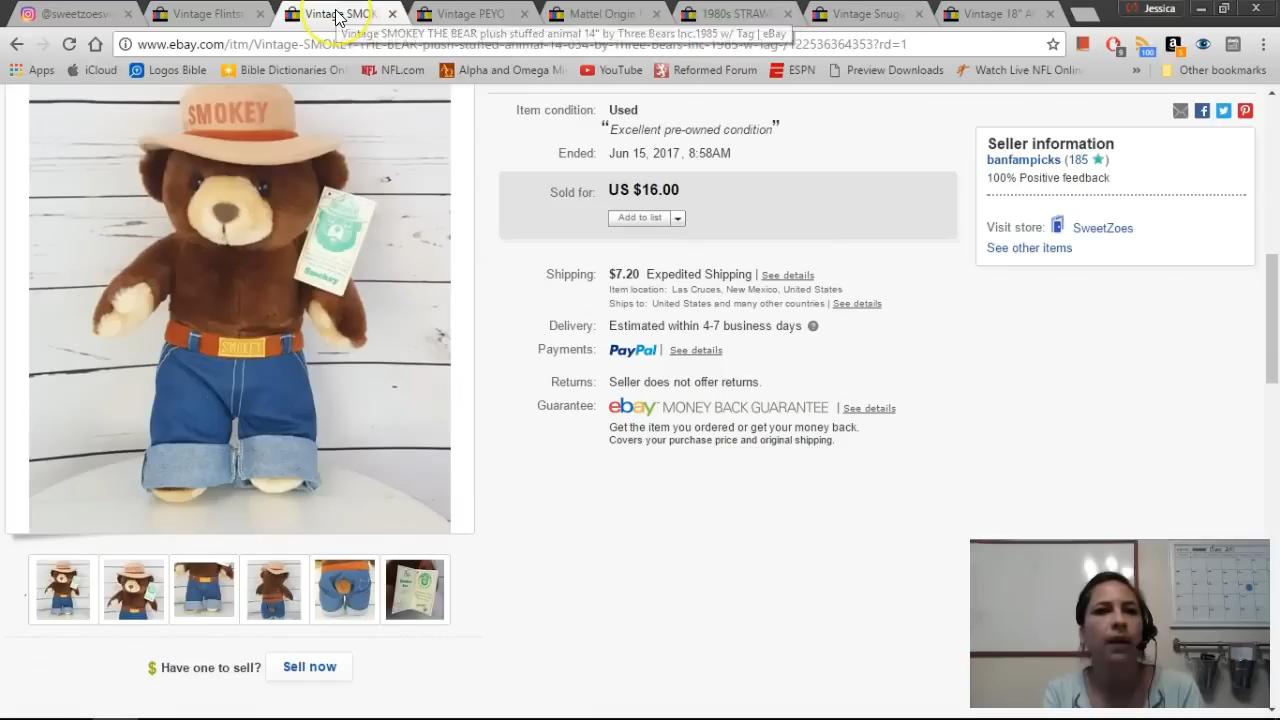 @sweetzoesv
Vintage Flints
Vintage SMOK
Vintage PEYO
Mattel Origin
1980s STRAW
Vintage Snug
Vintage 18" A
Jessica
Vintage SMOKEY THE BEAR plush stuffed animal 14" by Three Bears Inc.1985 w/ Tag | eBay
www.ebay.com/itm/Vintage-SMOKEY-THE-BEAR-plush-stuffed-animal-14-034-by-Three-Bears-Inc-1985-w-Tag-/122536364353?rd=1
9
100
5
Apps
iCloud
Logos Bible
Bible Dictionaries On
NFL.com
Alpha and Omega Mi
YouTube
Reformed Forum
ESPN
Preview Downloads
Watch Live NFL Onlin
»
Other bookmarks
SMOKEY
Smokey
SMOKEY
Item condition: Used
“Excellent pre-owned condition”
Ended: Jun 15, 2017 , 8:58AM
Sold for: US $16.00
Add to list
Shipping: $7.20 Expedited Shipping | See details
Item location: Las Cruces, New Mexico, United States
Ships to: United States and many other countries | See details
Delivery: Estimated within 4-7 business days
Payments: PayPal | See details
Returns: Seller does not offer returns.
Guarantee: ebay MONEY BACK GUARANTEE | See details
Get the item you ordered or get your money back.
Covers your purchase price and original shipping.
Seller information
banfampicks (185 )
100% Positive feedback
Visit store: SweetZoes
See other items
Have one to sell? Sell now